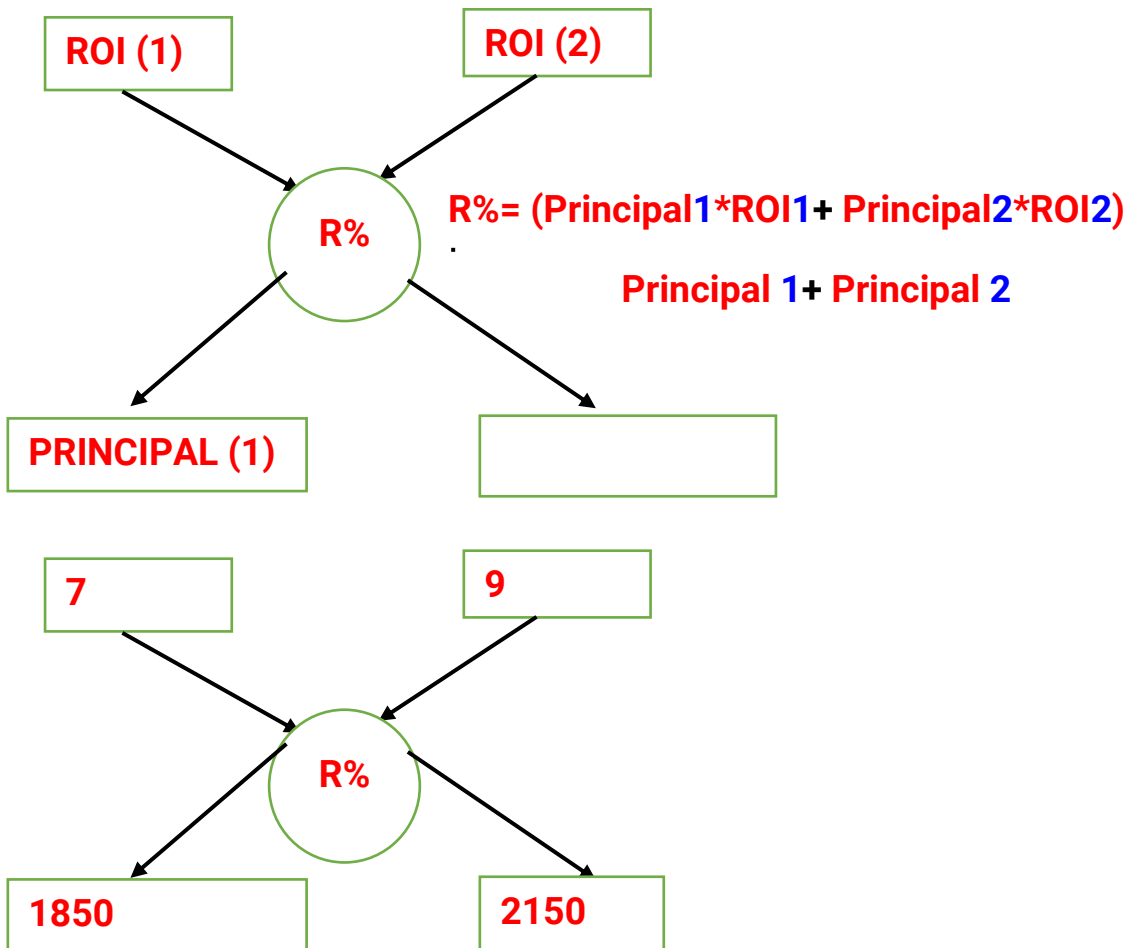 ROI (1)
ROI (2)
R%
R%= (Principal1*ROI1+ Principal2*ROI2)
.
Principal 1+ Principal 2
PRINCIPAL (1)
7
9
R%
1850
2150